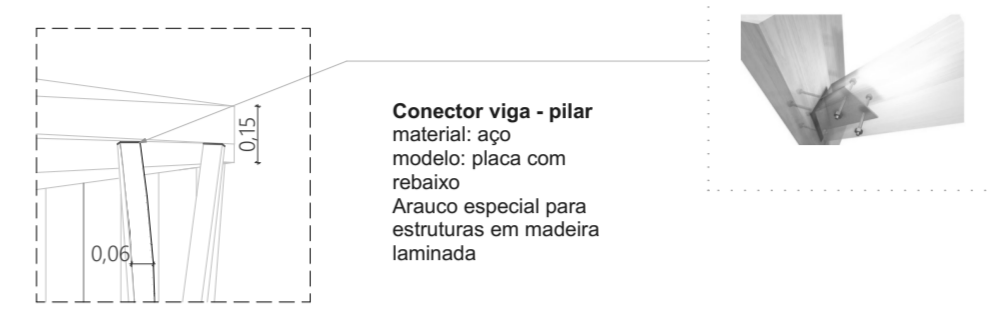 0,15
0,06
Conector viga - pilar
material: aço
modelo: placa com
rebaixo
Arauco especial para
estruturas em madeira
laminada